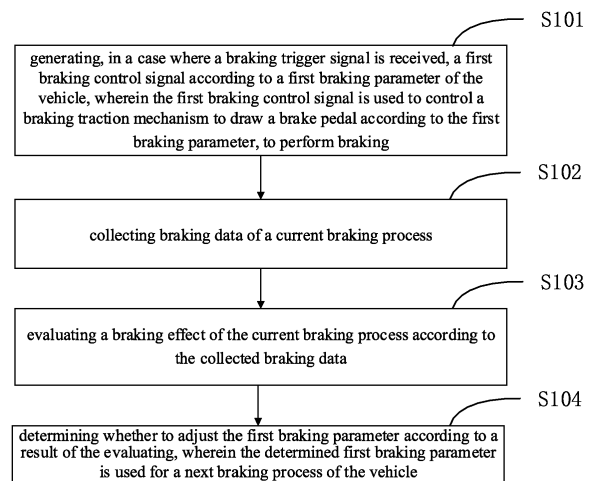 S101
generating, in a case where a braking trigger signal is received, a first
braking control signal according to a first braking parameter of the
vehicle, wherein the first braking control signal is used to control a
braking traction mechanism to draw a brake pedal according to the first
braking parameter, to perform braking
S102
collecting braking data of a current braking process
S103
evaluating a braking effect of the current braking process according to
the collected braking data
S104
determining whether to adjust the first braking parameter according to a
result of the evaluating, wherein the determined first braking parameter
is used for a next braking process of the vehicle